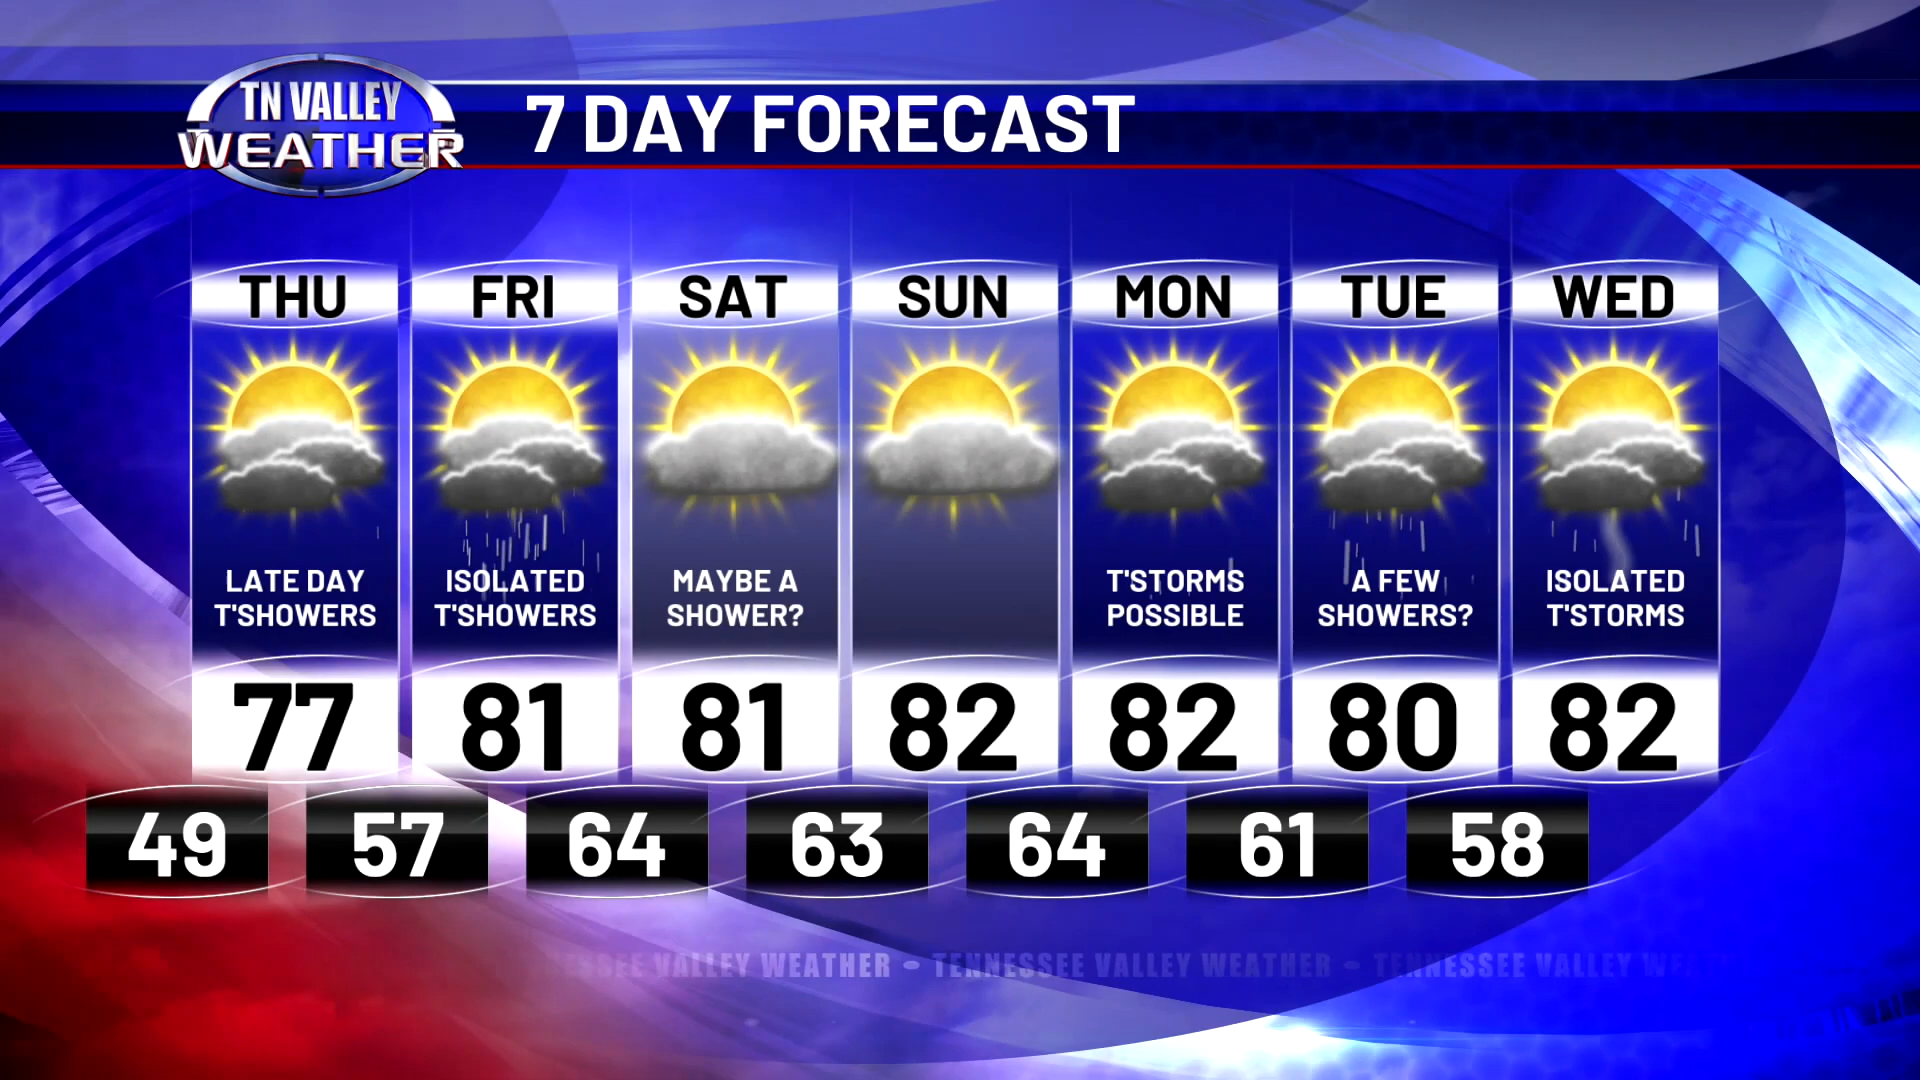 TN VALLEY
WEATHER
7 DAY FORECAST
THU
FRI
SAT
SUN
MON
TUE
WED
LATE DAY
T'SHOWERS
ISOLATED
T'SHOWERS
MAYBE A
SHOWER?
T'STORMS
POSSIBLE
A FEW
SHOWERS?
ISOLATED
T'STORMS
77
81
81
82
82
80
82
49
57
64
63
64
61
58
VALLEY WEATHER - TENNESSEE VALLEY WEATHER - TENNESSEE VALLEY